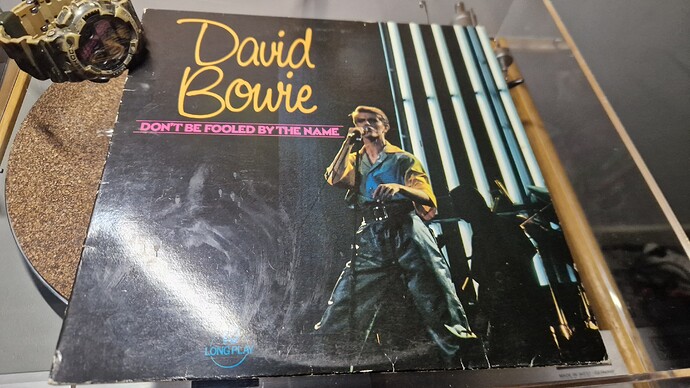 David
Bowie
DON'T BE FOOLED BY THE NAME
LONG PLAY